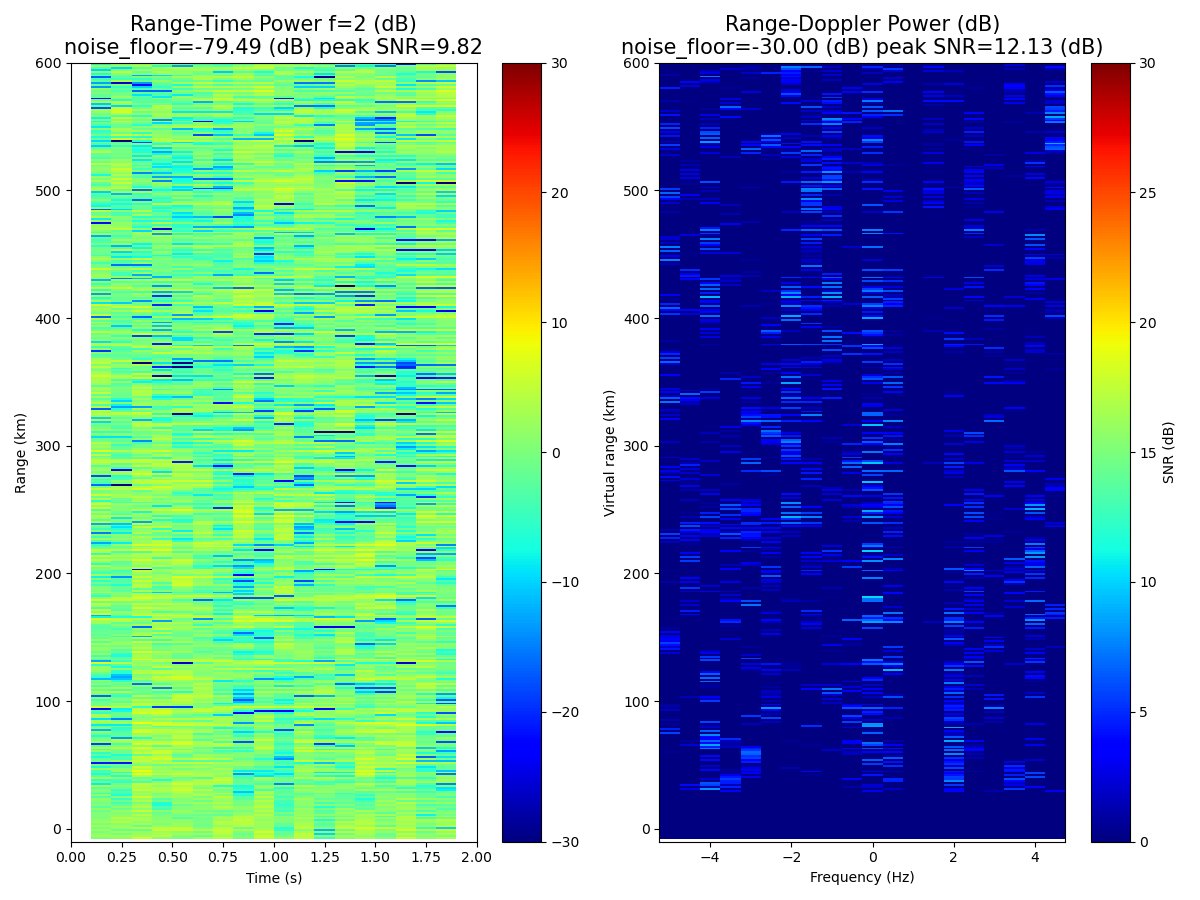 Range-Time Power f=2 (dB)
noise_floor=-79.49 (dB) peak SNR=9.82
Range-Doppler Power (dB)
noise_floor=-30.00 (dB) peak SNR=12.13 (dB)
600
500
400
300
200
100
0
Range (km)
0.00 0.25 0.50 0.75 1.00 1.25 1.50 1.75 2.00
Time (s)
30
20
10
0
−10
−20
−30
600
500
400
300
200
100
0
Virtual range (km)
−4 −2 0 2 4
Frequency (Hz)
30
25
20
15
10
5
0
SNR (dB)